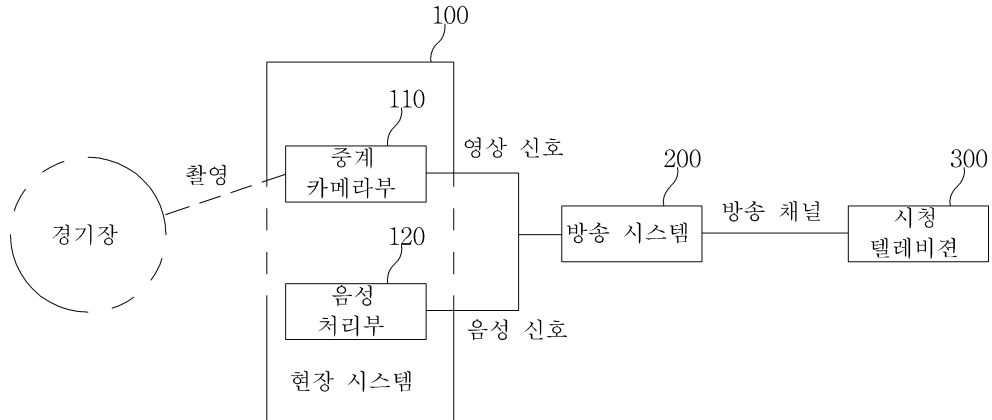 100
110
중계
카메라부
영상 신호
촬영
경기장
200
방송 시스템
방송 채널
300
시청
텔레비젼
120
음성
처리부
음성 신호
현장 시스템